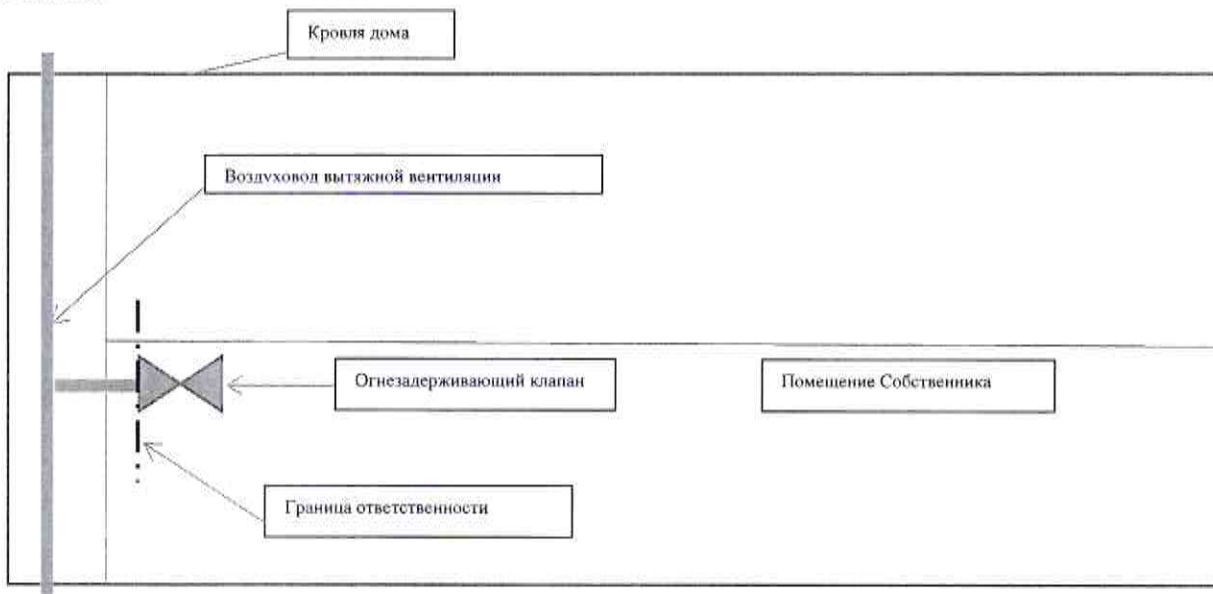 Кровля дома
Воздуховод вытяжной вентиляции
Огнезадерживающий клапан
Помещение Собственника
Граница ответственности